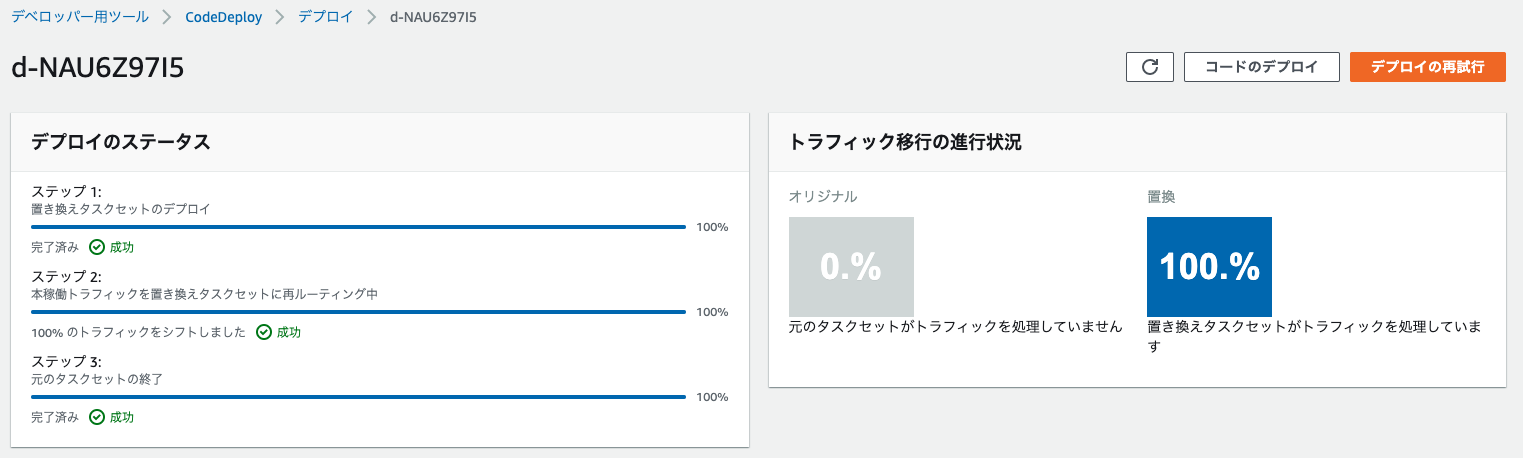 デベロッパー用ツール > CodeDeploy > デプロイ > d-NAU6Z97I5
d-NAU6Z97I5
コードのデプロイ
デプロイの再試行
デプロイのステータス
ステップ 1:
置き換えタスクセットのデプロイ
100%
完了済み 成功
ステップ 2:
本稼働トラフィックを置き換えタスクセットに再ルーティング中
100%
100% のトラフィックをシフトしました 成功
ステップ 3:
元のタスクセットの終了
100%
完了済み 成功
トラフィック移行の進行状況
オリジナル
0.%
元のタスクセットがトラフィックを処理していません
置換
100.%
置き換えタスクセットがトラフィックを処理していま
す